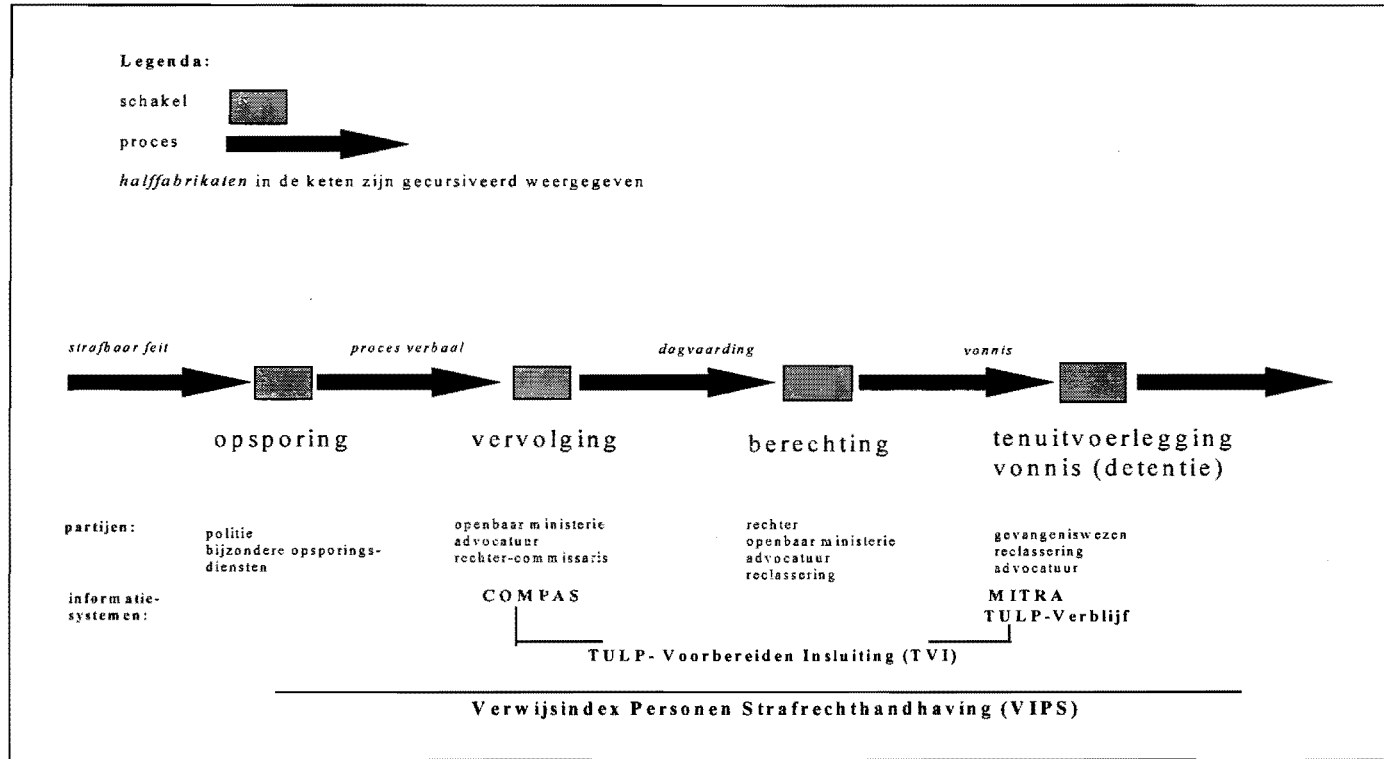 Legenda:
schakel
proces
halffabrikaten in de keten zijn gecursiveerd weergegeven
strafbaar feit
proces verbaal
dagvaarding
vonnis
opsporing
vervolging
berechting
tenuitvoerlegging
vonnis (detentie)
partijen:
politie
bijzondere opsporings-
diensten
openbaar ministerie
advocatuur
rechter-commissaris
rechter
openbaar ministerie
advocatuur
reclassering
gevangeniswezen
reclassering
advocatuur
informatie-
systemen:
COMPAS
MITRA
TULP-Verblijf
TULP- Voorbereiden Insluiting (TVI)
Verwijsindex Personen Strafrechthandhaving (VIPS)